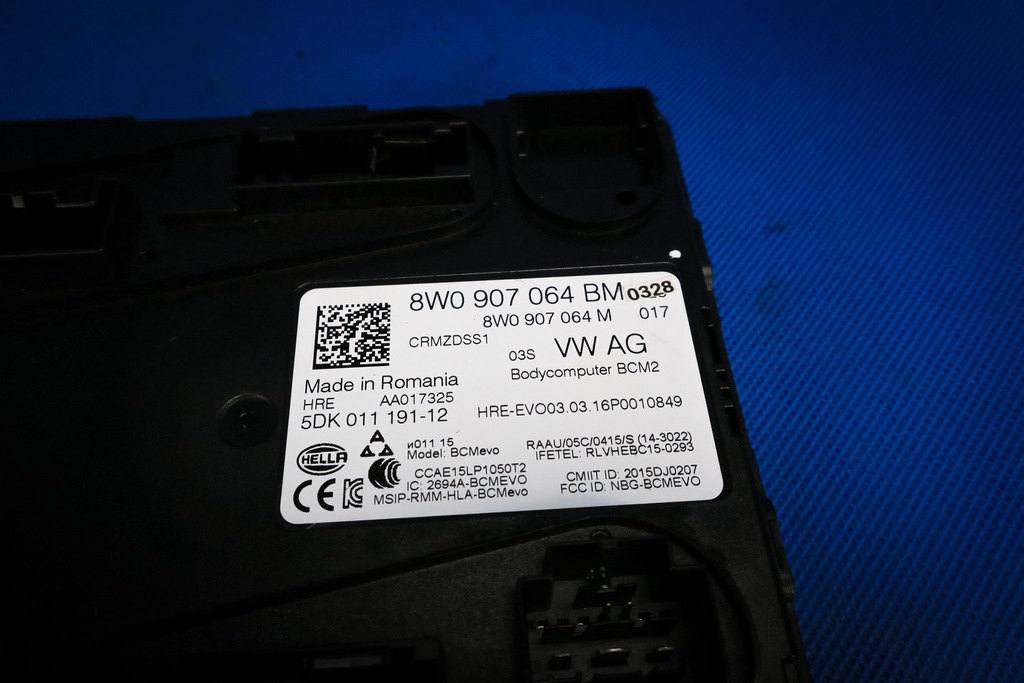 8W0 907 064 BM 0328
8W0 907 064 M 017
CRMZDSS1
03S VW AG
Bodycomputer BCM2
Made in Romania
HRE AA017325
5DK 011 191-12
HRE-EVO03.03.16P0010849
HELLA
и011 15
Model: BCMevo
RAAU/05C/0415/S (14-3022)
IFETEL: RLVHEBC15-0293
CCAE15LP1050T2
IC: 2694A-BCMEVO
MSIP-RMM-HLA-BCMevo
CMIIT ID: 2015DJ0207
FCC ID: NBG-BCMEVO
CE